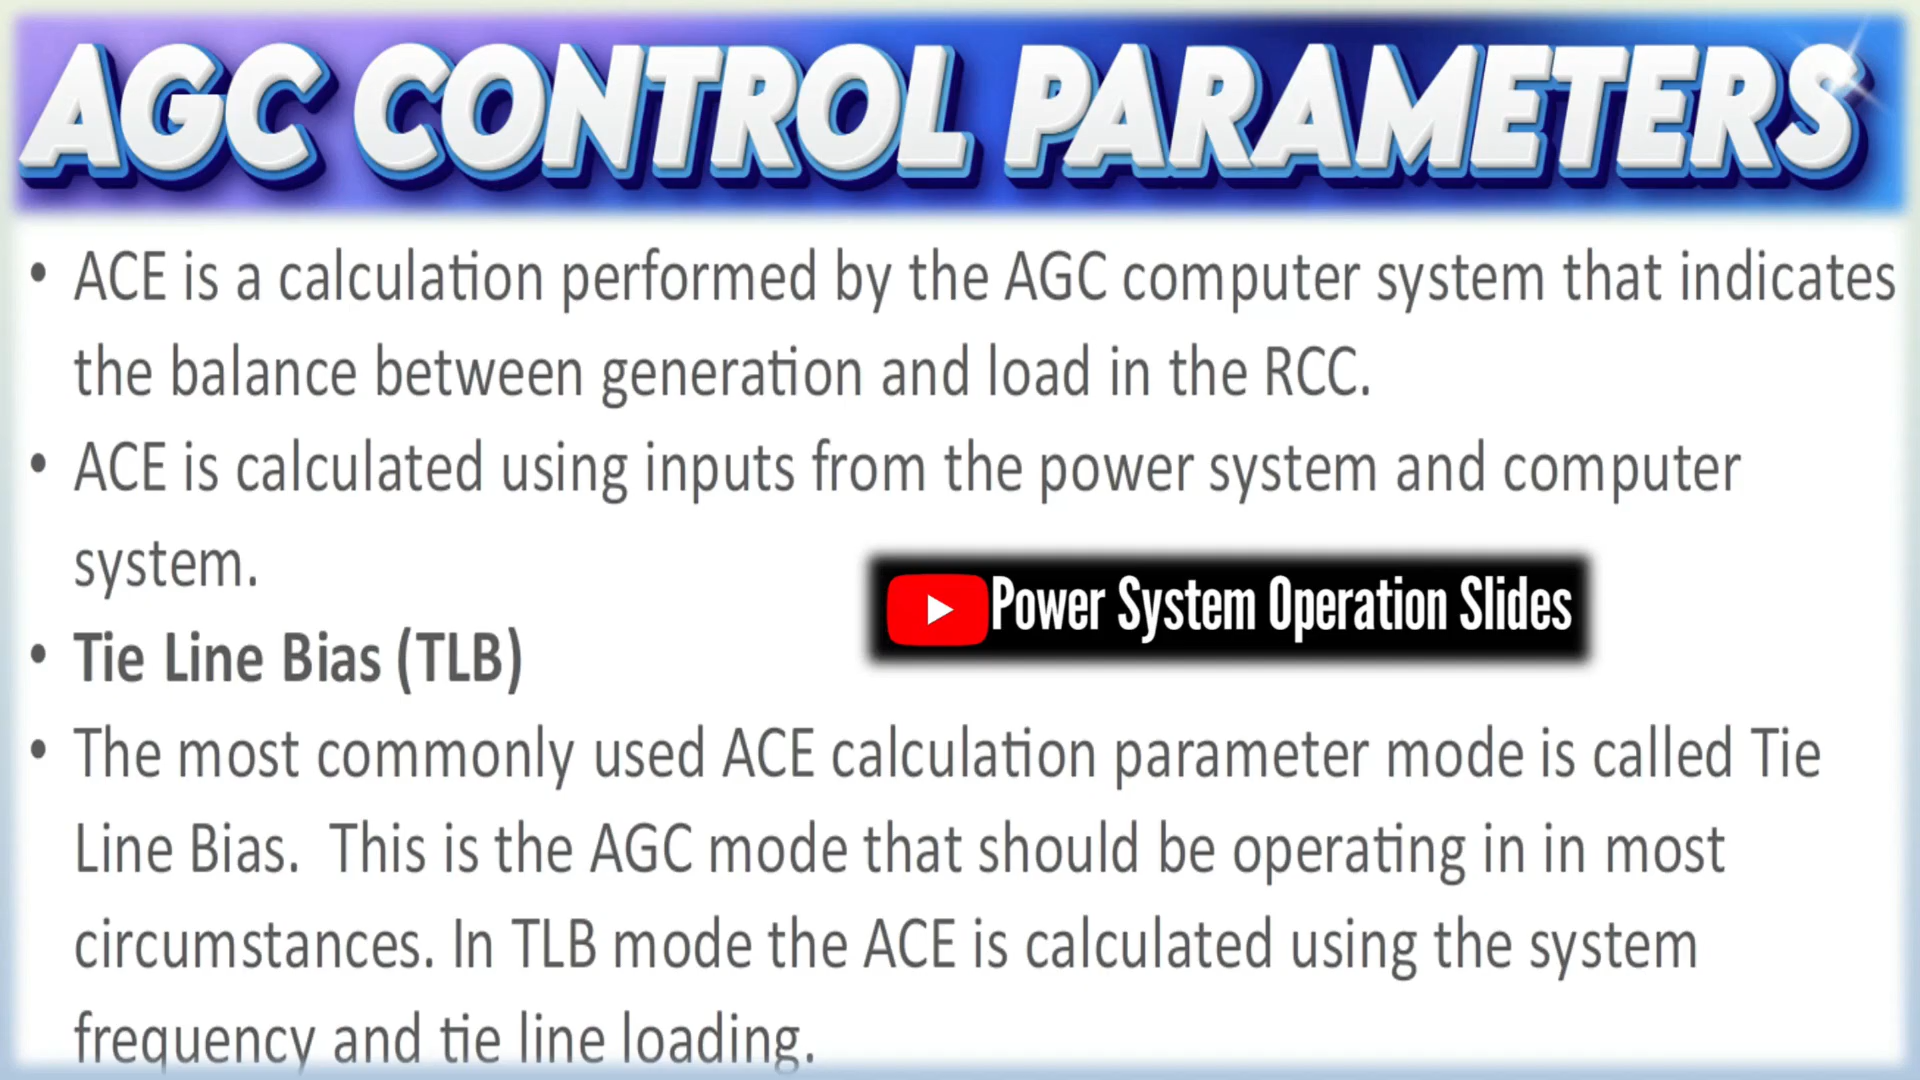 AGC CONTROL PARAMETERS
• ACE is a calculation performed by the AGC computer system that indicates
the balance between generation and load in the RCC.
• ACE is calculated using inputs from the power system and computer
system.
Power System Operation Slides
• Tie Line Bias (TLB)
• The most commonly used ACE calculation parameter mode is called Tie
Line Bias.  This is the AGC mode that should be operating in in most
circumstances. In TLB mode the ACE is calculated using the system
frequency and tie line loading.